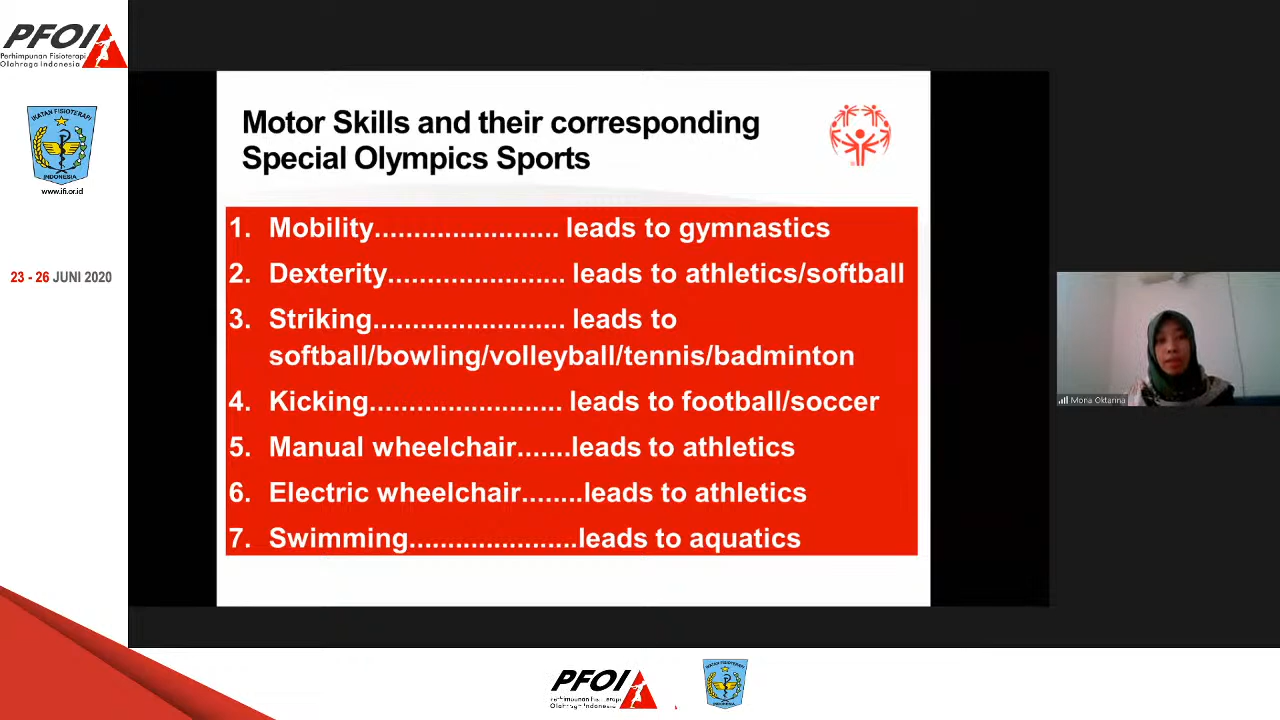 PFOI
Perhimpunan Fisioterapi
Olahraga Indonesia
IKATAN FISIOTERAPI
INDONESIA
www.ifi.or.id
23 - 26 JUNI 2020
Motor Skills and their corresponding
Special Olympics Sports
1. Mobility....................... leads to gymnastics
2. Dexterity...................... leads to athletics/softball
3. Striking........................ leads to
softball/bowling/volleyball/tennis/badminton
4. Kicking........................ leads to football/soccer
5. Manual wheelchair.......leads to athletics
6. Electric wheelchair........leads to athletics
7. Swimming.....................leads to aquatics
Mona Oktarina
PFOI
Olahraga Indonesia
IKATAN FISIOTERAPI
INDONESIA